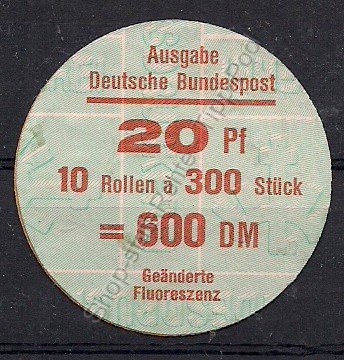 Ausgabe
Deutsche Bundespost
20 Pf
10 Rollen à 300 Stück
= 600 DM
Geänderte
Fluoreszenz